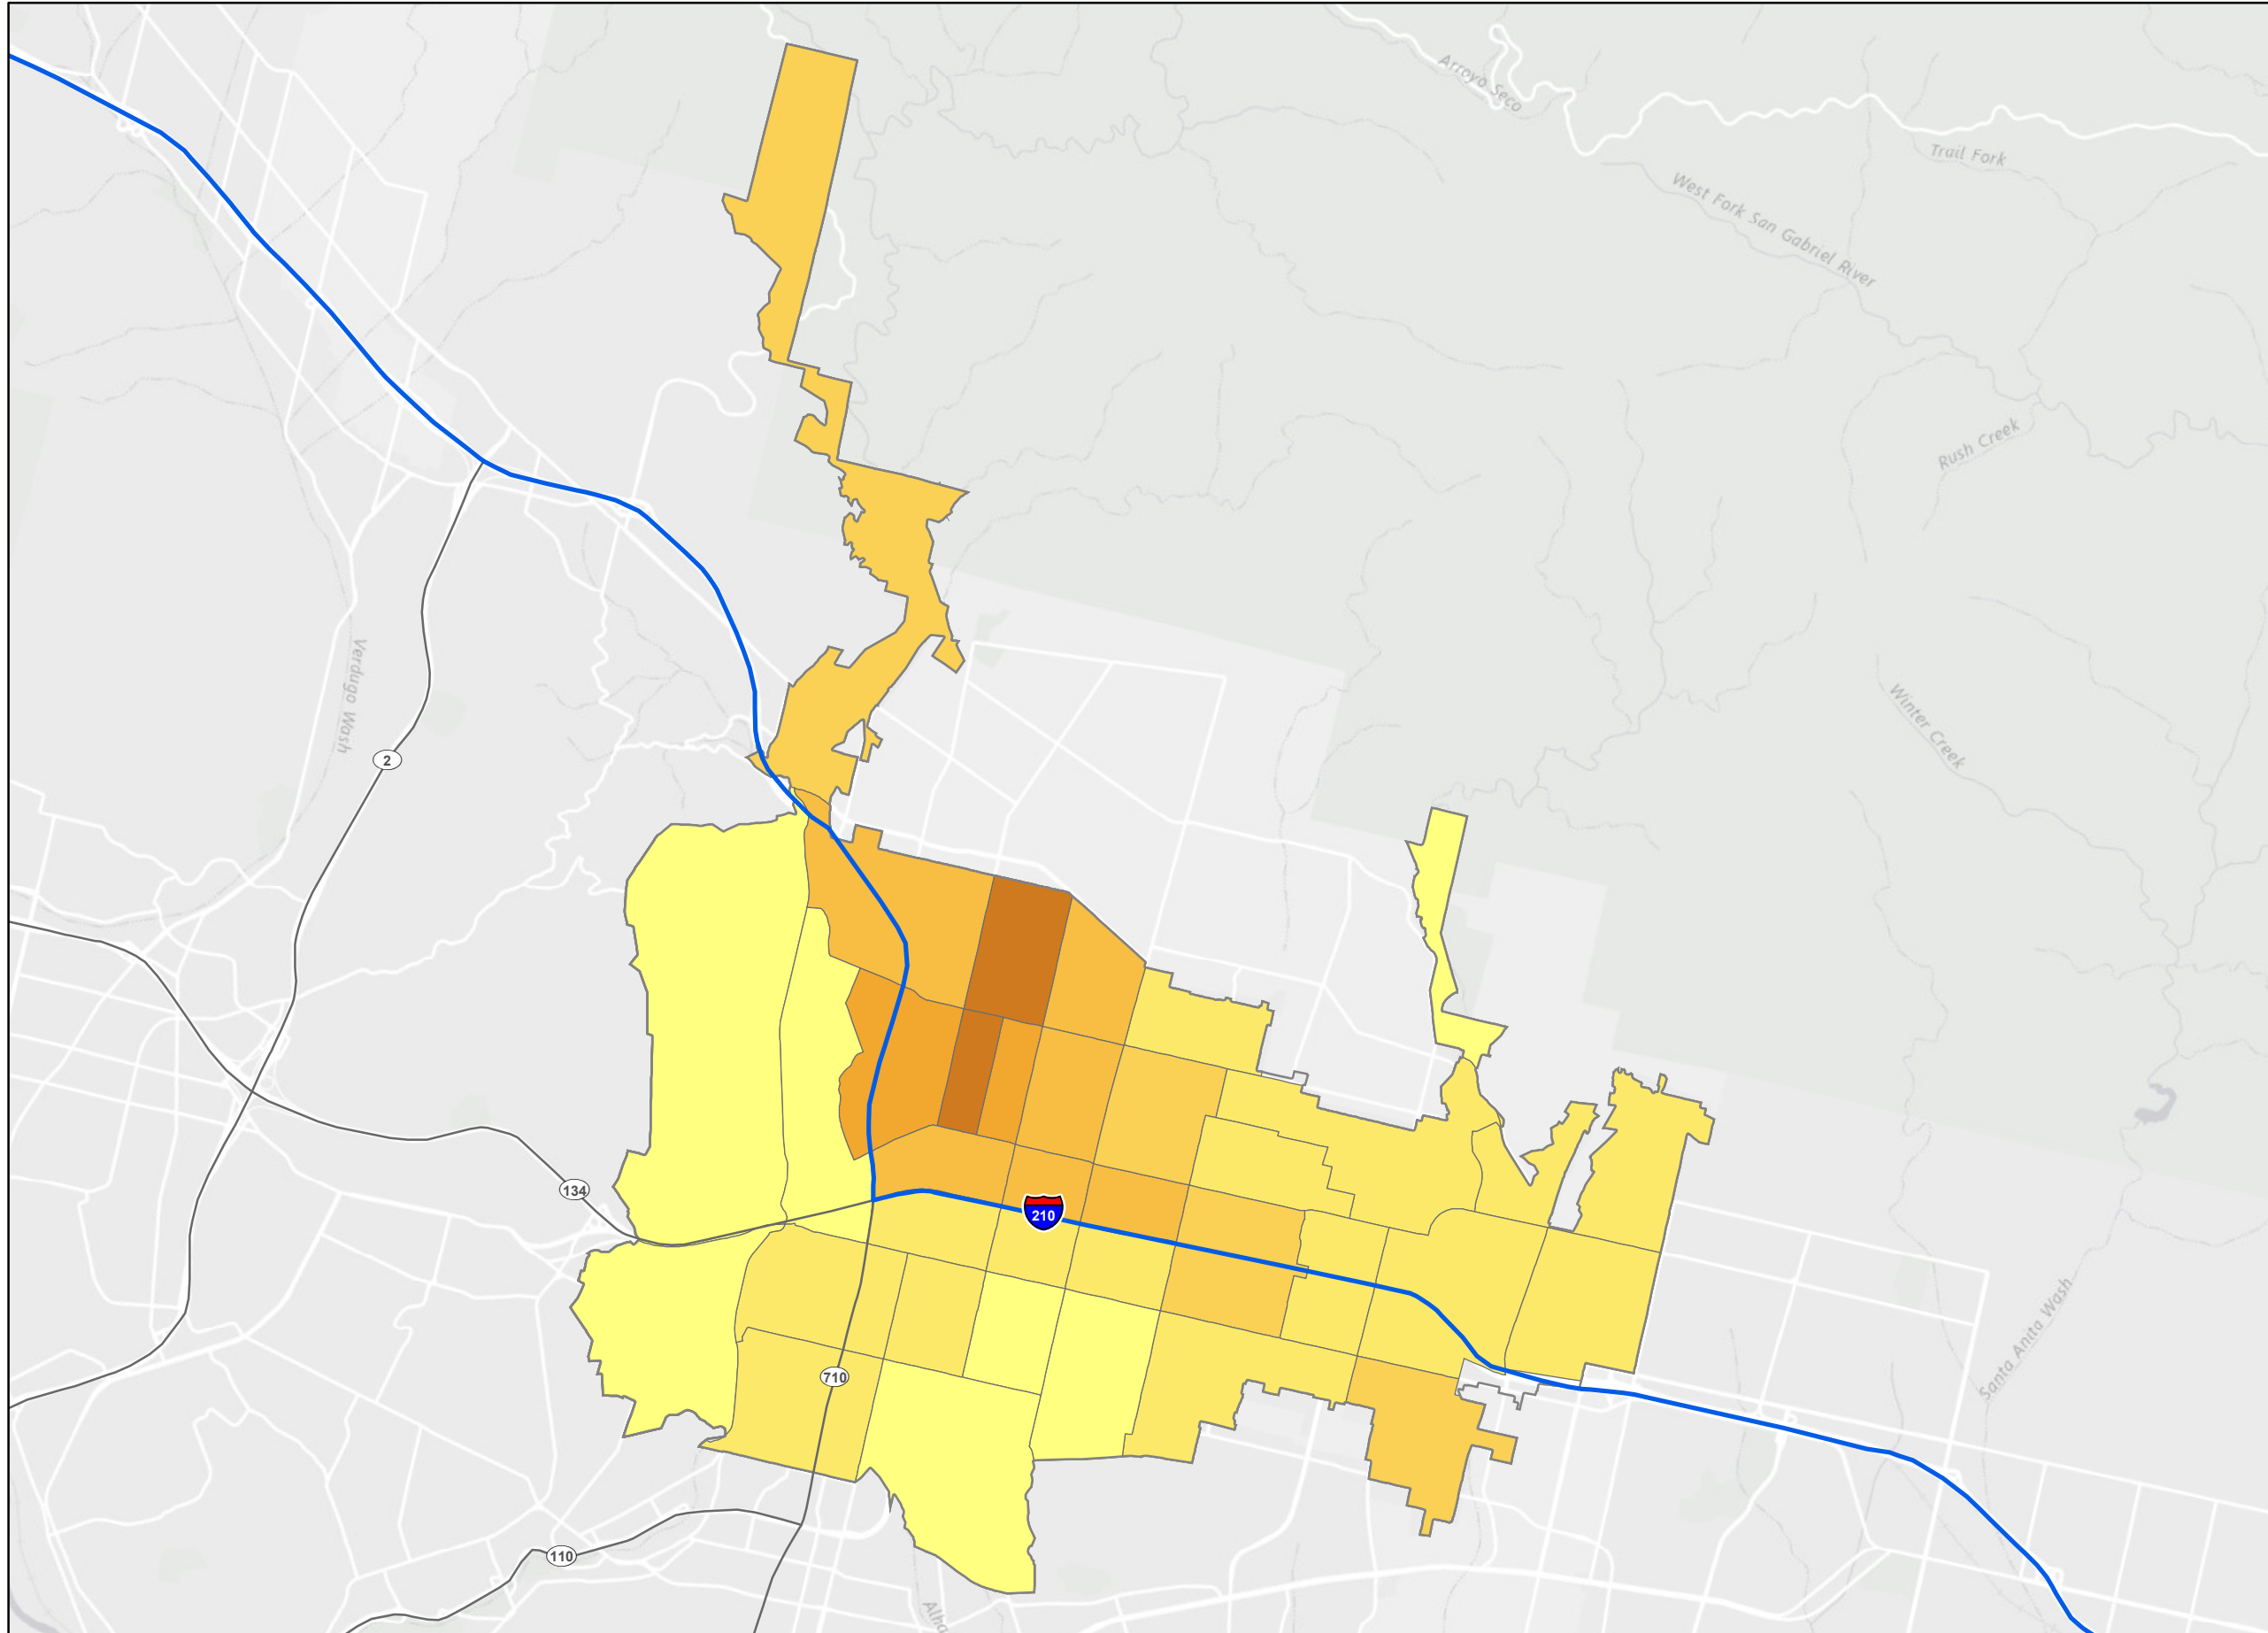 Arroyo Seco
Trail Fork
West Fork San Gabriel River
Rush Creek
Verdugo Wash
Winter Creek
2
134
210
Santa Anita Wash
710
110
Alha